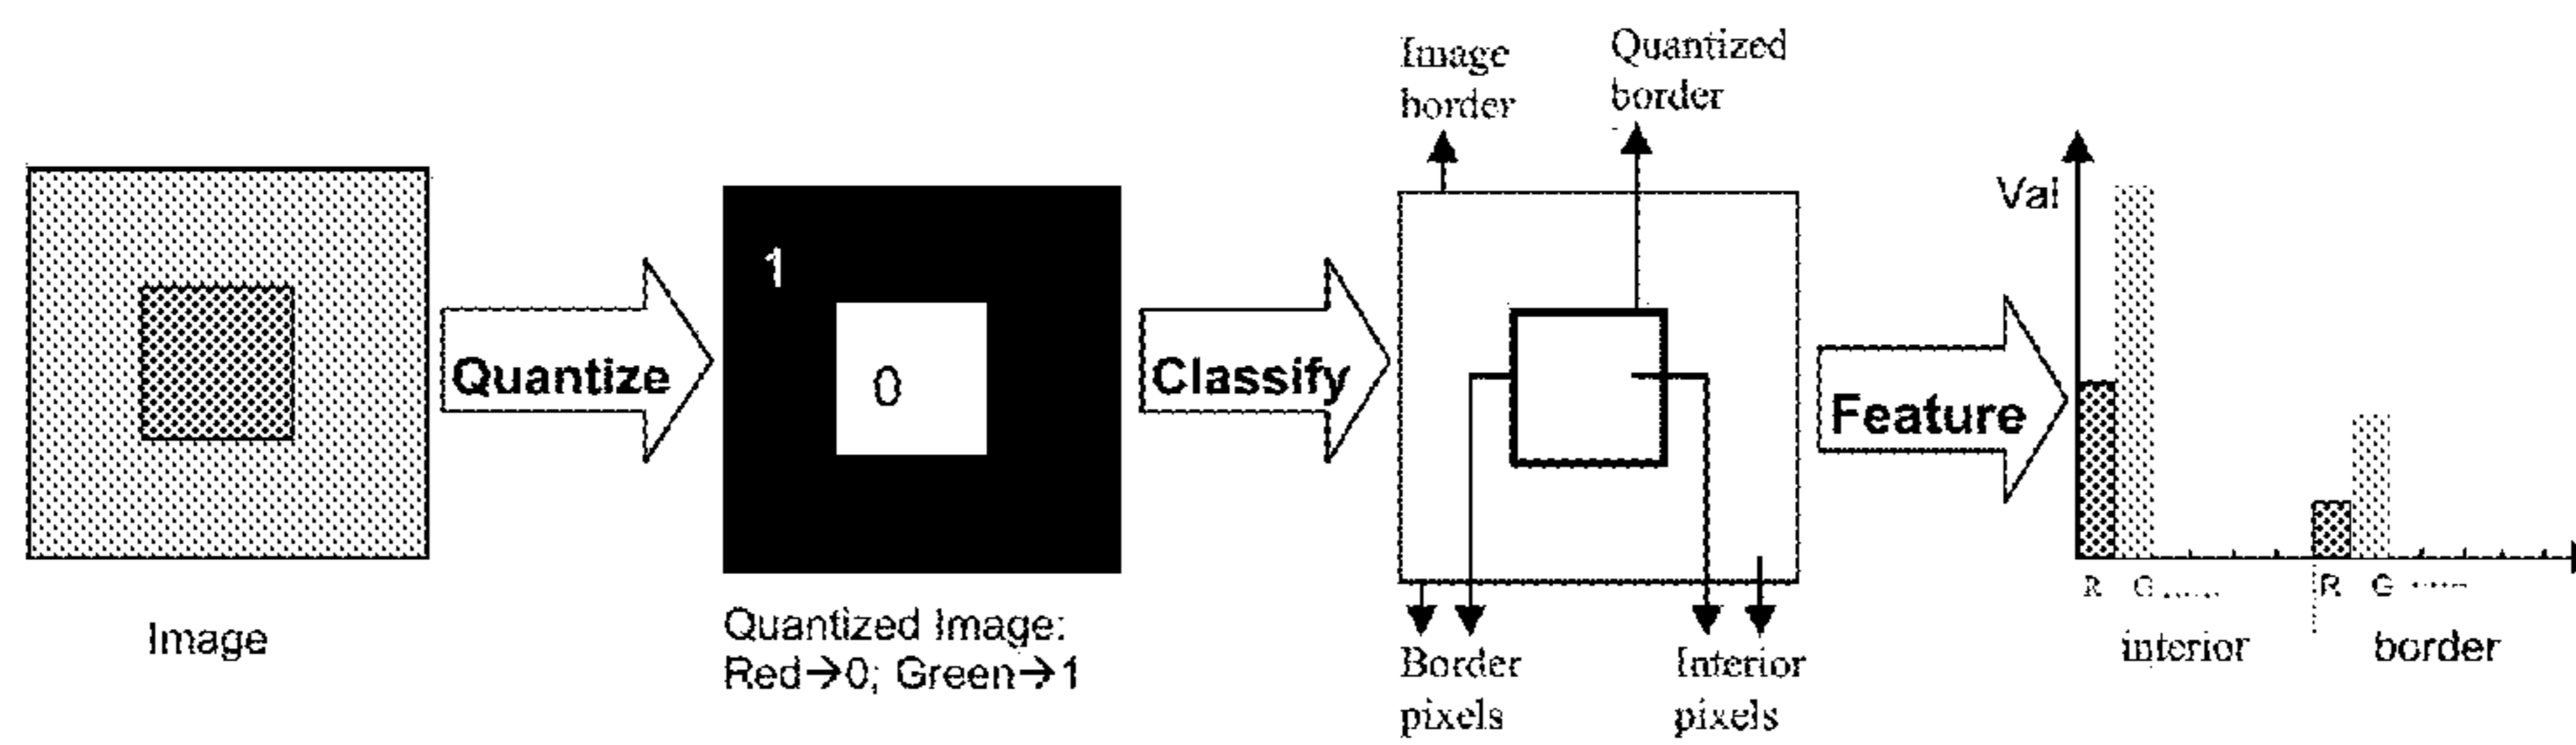 Image
Quantize
1
0
Quantized Image:
Red→0; Green→1
Classify
Image
border
Quantized
border
Border
pixels
Interior
pixels
Feature
Val
R G ...... R G ......
interior border